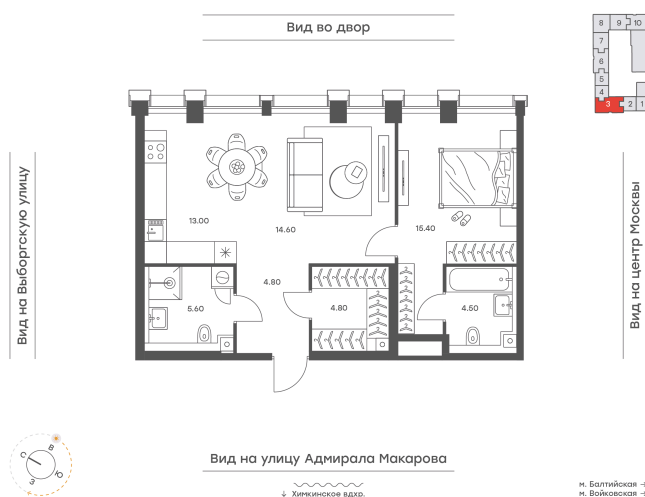 Вид во двор
8 9 10
7
6
5
4
3 2 1
Вид на Выборгскую улицу
Вид на центр Москвы
13.00
14.60
15.40
4.80
5.60
4.80
4.50
В
С
Ю
З
Вид на улицу Адмирала Макарова
↓ Химкинское вдхр.
м. Балтийская
м. Войковская